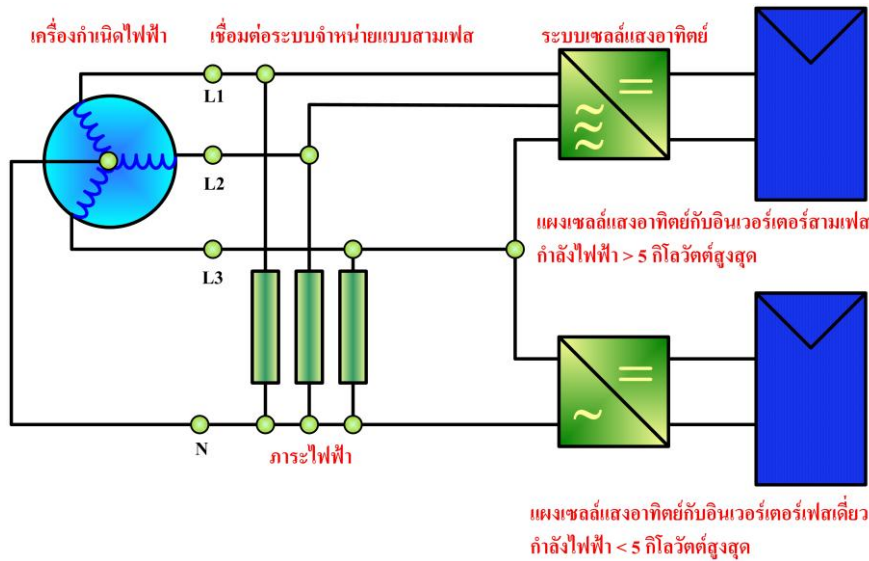 เครื่องกำเนิดไฟฟ้า
เชื่อมต่อระบบจำหน่ายแบบสามเฟส
ระบบเซลล์แสงอาทิตย์
L1
L2
L3
แผงเซลล์แสงอาทิตย์กับอินเวอร์เตอร์สามเฟส
กำลังไฟฟ้า > 5 กิโลวัตต์สูงสุด
N
ภาระไฟฟ้า
แผงเซลล์แสงอาทิตย์กับอินเวอร์เตอร์เฟสเดี่ยว
กำลังไฟฟ้า < 5 กิโลวัตต์สูงสุด